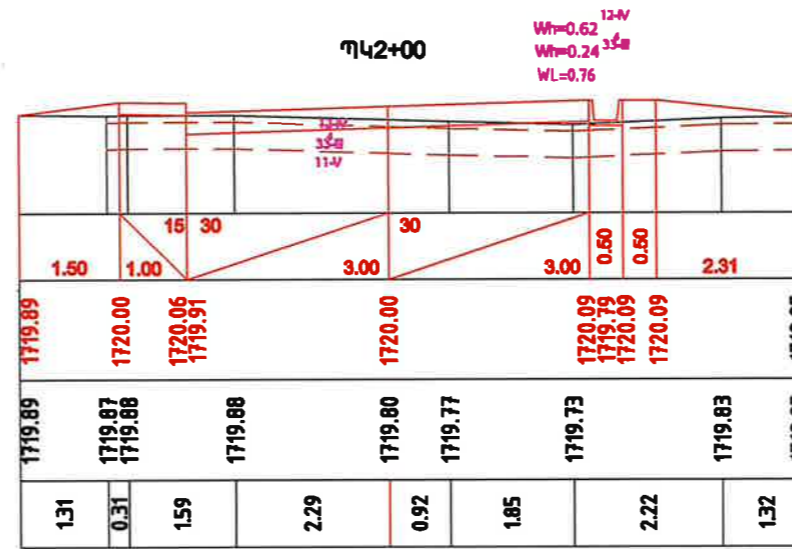 ՊԿ2+00
Wh=0.62 12-IV
Wh=0.24 33-III
WL=0.76
12-IV
33-III
11-V
15 30 30
1.50 1.00 3.00 3.00 0.50 0.50 2.31
1719.89 1720.00 1720.06 1719.91 1720.00 1720.09 1719.79 1720.09 1720.09
1719.89 1719.87 1719.88 1719.88 1719.80 1719.77 1719.73 1719.83
1.31 0.31 1.59 2.29 0.92 1.85 2.22 1.32